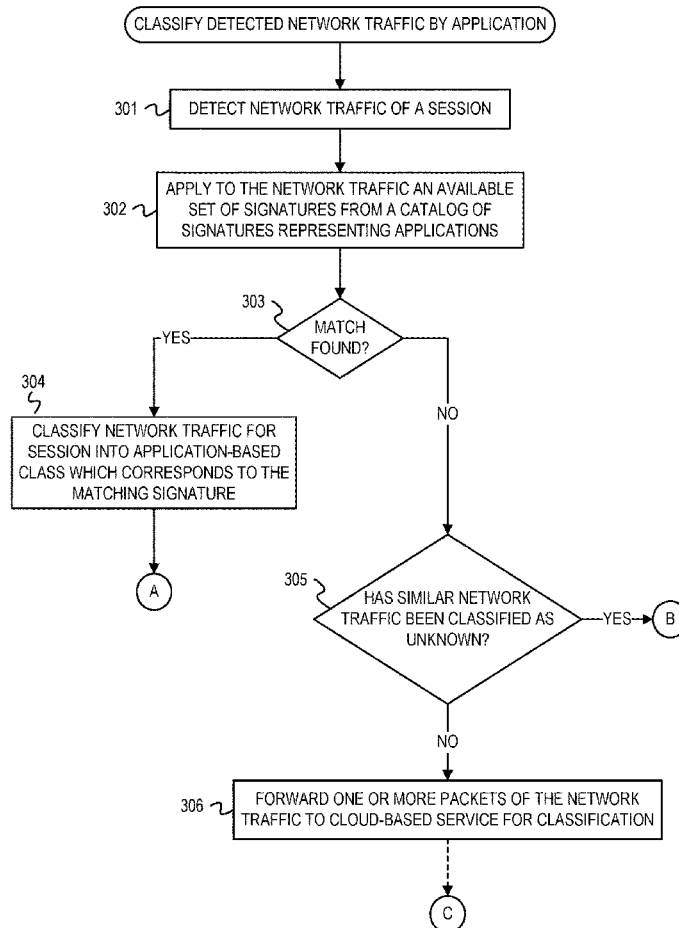 CLASSIFY DETECTED NETWORK TRAFFIC BY APPLICATION
301
DETECT NETWORK TRAFFIC OF A SESSION
302
APPLY TO THE NETWORK TRAFFIC AN AVAILABLE
SET OF SIGNATURES FROM A CATALOG OF
SIGNATURES REPRESENTING APPLICATIONS
303
MATCH
FOUND?
YES
NO
304
CLASSIFY NETWORK TRAFFIC FOR
SESSION INTO APPLICATION-BASED
CLASS WHICH CORRESPONDS TO THE
MATCHING SIGNATURE
A
305
HAS SIMILAR NETWORK
TRAFFIC BEEN CLASSIFIED AS
UNKNOWN?
YES
B
NO
306
FORWARD ONE OR MORE PACKETS OF THE NETWORK
TRAFFIC TO CLOUD-BASED SERVICE FOR CLASSIFICATION
C